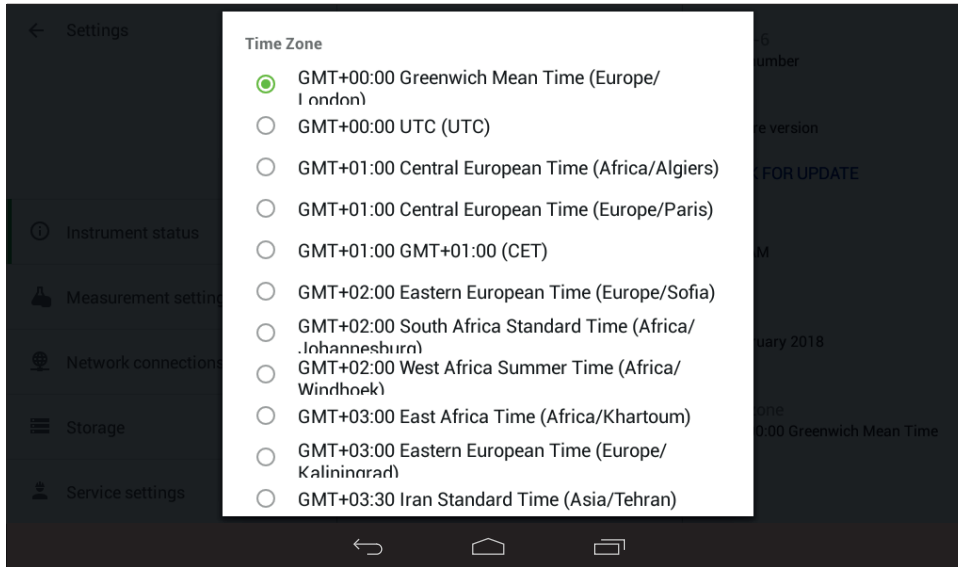 Settings
Time Zone
GMT+00:00 Greenwich Mean Time (Europe/
London)
GMT+00:00 UTC (UTC)
GMT+01:00 Central European Time (Africa/Algiers)
GMT+01:00 Central European Time (Europe/Paris)
GMT+01:00 GMT+01:00 (CET)
GMT+02:00 Eastern European Time (Europe/Sofia)
GMT+02:00 South Africa Standard Time (Africa/
Johannesburg)
GMT+02:00 West Africa Summer Time (Africa/
Windhoek)
GMT+03:00 East Africa Time (Africa/Khartoum)
GMT+03:00 Eastern European Time (Europe/
Kaliningrad)
GMT+03:30 Iran Standard Time (Asia/Tehran)
Instrument status
Measurement setting
Network connections
Storage
Service settings
-6
umber
re version
FOR UPDATE
AM
uary 2018
one
0:00 Greenwich Mean Time